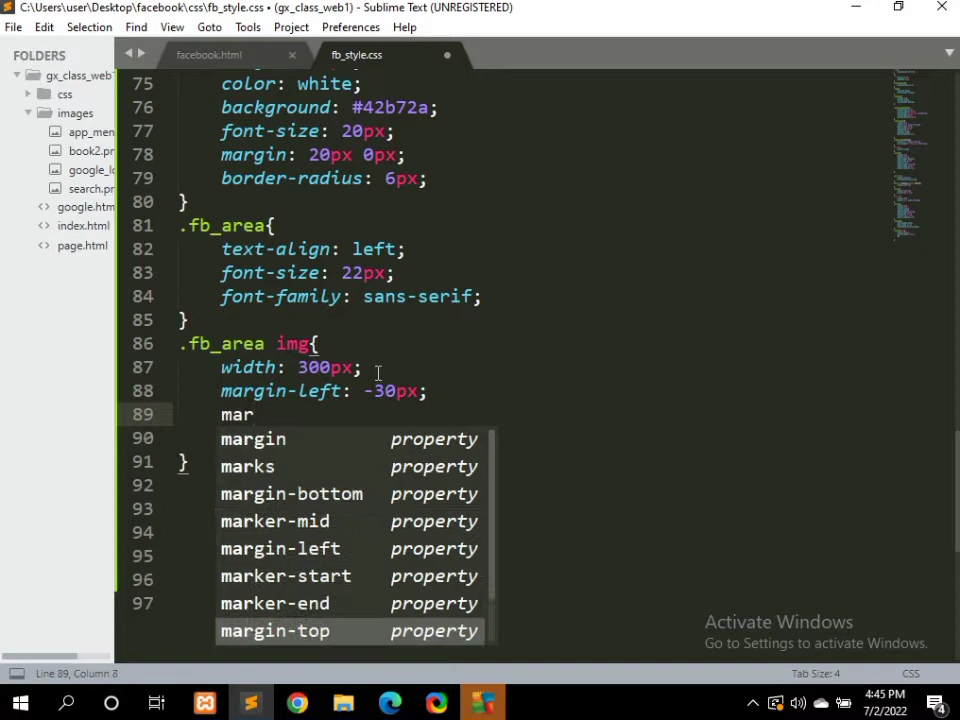 C:\Users\user\Desktop\facebook\css\fb_style.css • (gx_class_web1) - Sublime Text (UNREGISTERED)
File Edit Selection Find View Goto Tools Project Preferences Help
FOLDERS
gx_class_web1
css
images
app_men
book2.pr
google_lo
search.pr
google.htm
index.html
page.html
facebook.html
fb_style.css
75 color: white;
76 background: #42b72a;
77 font-size: 20px;
78 margin: 20px 0px;
79 border-radius: 6px;
80 }
81 .fb_area{
82 text-align: left;
83 font-size: 22px;
84 font-family: sans-serif;
85 }
86 .fb_area img{
87 width: 300px;
88 margin-left: -30px;
89 mar
90
91 }
92
93
94
95
96
97
margin property
marks property
margin-bottom property
marker-mid property
margin-left property
marker-start property
marker-end property
margin-top property
Activate Windows
Go to Settings to activate Windows.
Line 89, Column 8
Tab Size: 4
CSS
4:45 PM
7/2/2022
4